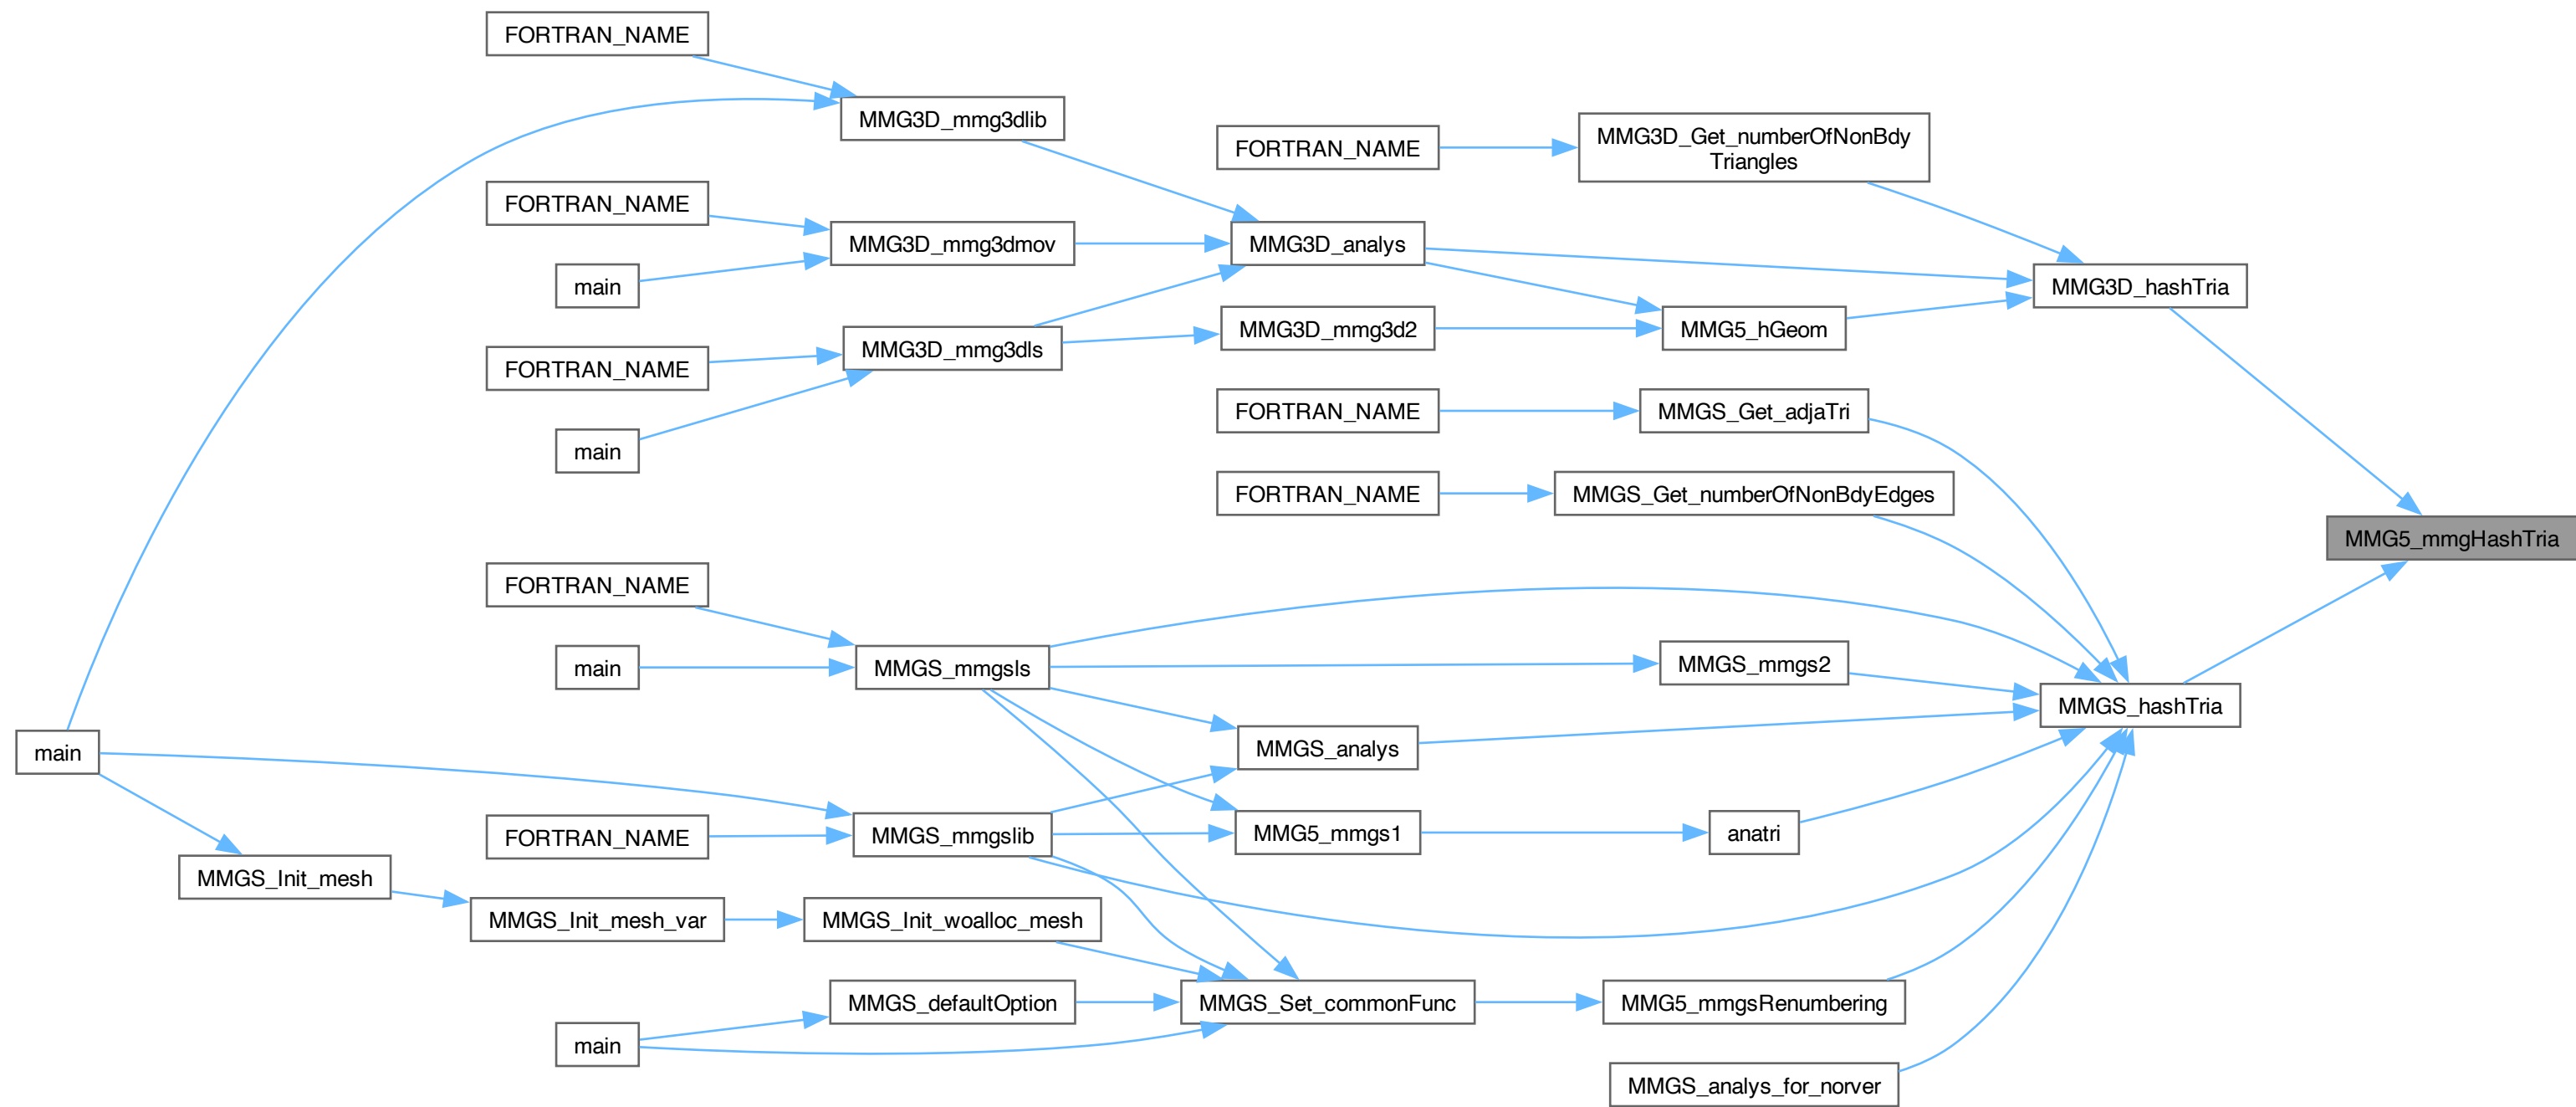 FORTRAN_NAME
MMG3D_mmg3dlib
FORTRAN_NAME
MMG3D_Get_numberOfNonBdy
Triangles
FORTRAN_NAME
MMG3D_mmg3dmov
MMG3D_analys
main
MMG3D_hashTria
FORTRAN_NAME
MMG3D_mmg3dls
MMG3D_mmg3d2
MMG5_hGeom
main
FORTRAN_NAME
MMGS_Get_adjaTri
FORTRAN_NAME
MMGS_Get_numberOfNonBdyEdges
MMG5_mmgHashTria
FORTRAN_NAME
main
MMGS_mmgsls
MMGS_mmgs2
MMGS_hashTria
main
MMGS_analys
FORTRAN_NAME
MMGS_mmgslib
MMG5_mmgs1
anatri
MMGS_Init_mesh
MMGS_Init_mesh_var
MMGS_Init_woalloc_mesh
MMGS_defaultOption
MMGS_Set_commonFunc
MMG5_mmgsRenumbering
main
MMGS_analys_for_norver